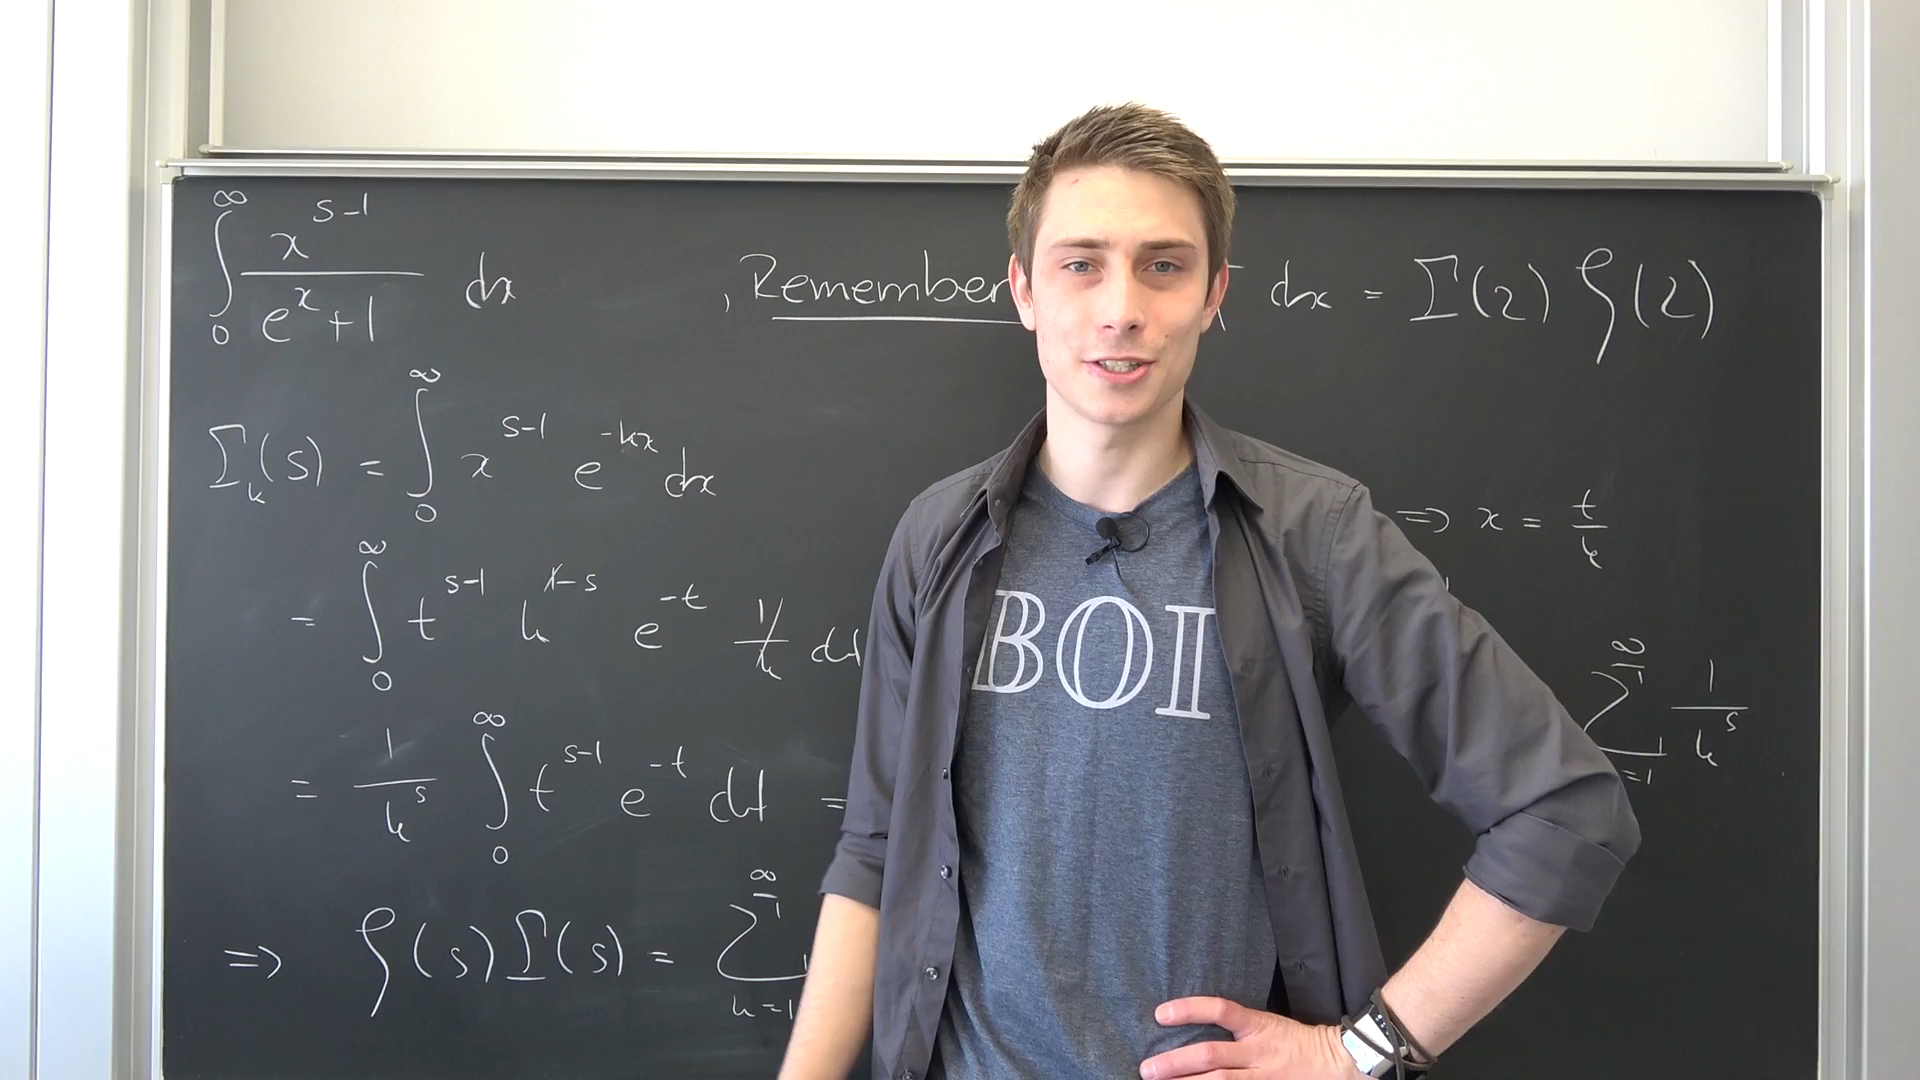 ∫₀^∞ x^(s-1) / (e^x + 1) dx , Remember dx = Γ(2) ζ(2)
Γₖ(s) = ∫₀^∞ x^(s-1) e^(-kx) dx
⇒ x = t/k
= ∫₀^∞ t^(s-1) k^(1-s) e^(-t) 1/k dt
∞ ∑ =1 1/k^s
= 1/k^s ∫₀^∞ t^(s-1) e^(-t) dt =
⇒ ζ(s) Γ(s) = ∑ k=1 ∞
BOI